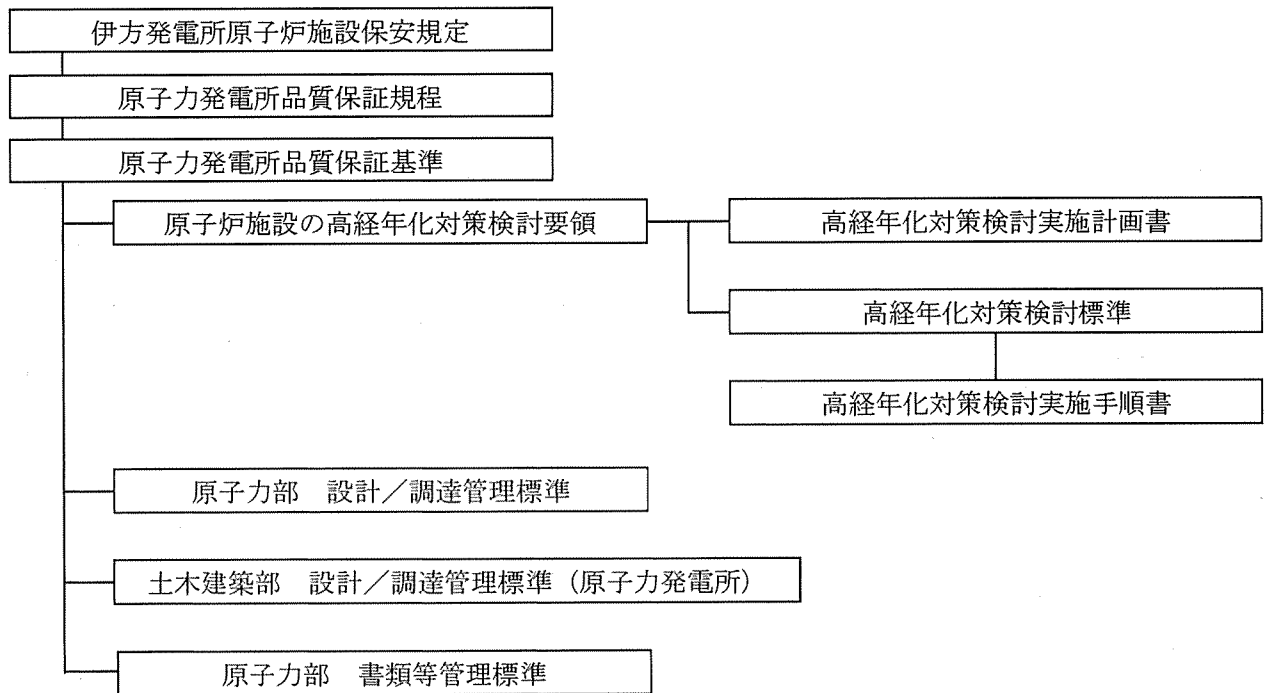 伊方発電所原子炉施設保安規定
原子力発電所品質保証規程
原子力発電所品質保証基準
原子炉施設の高経年化対策検討要領
高経年化対策検討実施計画書
高経年化対策検討標準
高経年化対策検討実施手順書
原子力部　設計／調達管理標準
土木建築部　設計／調達管理標準（原子力発電所）
原子力部　書類等管理標準